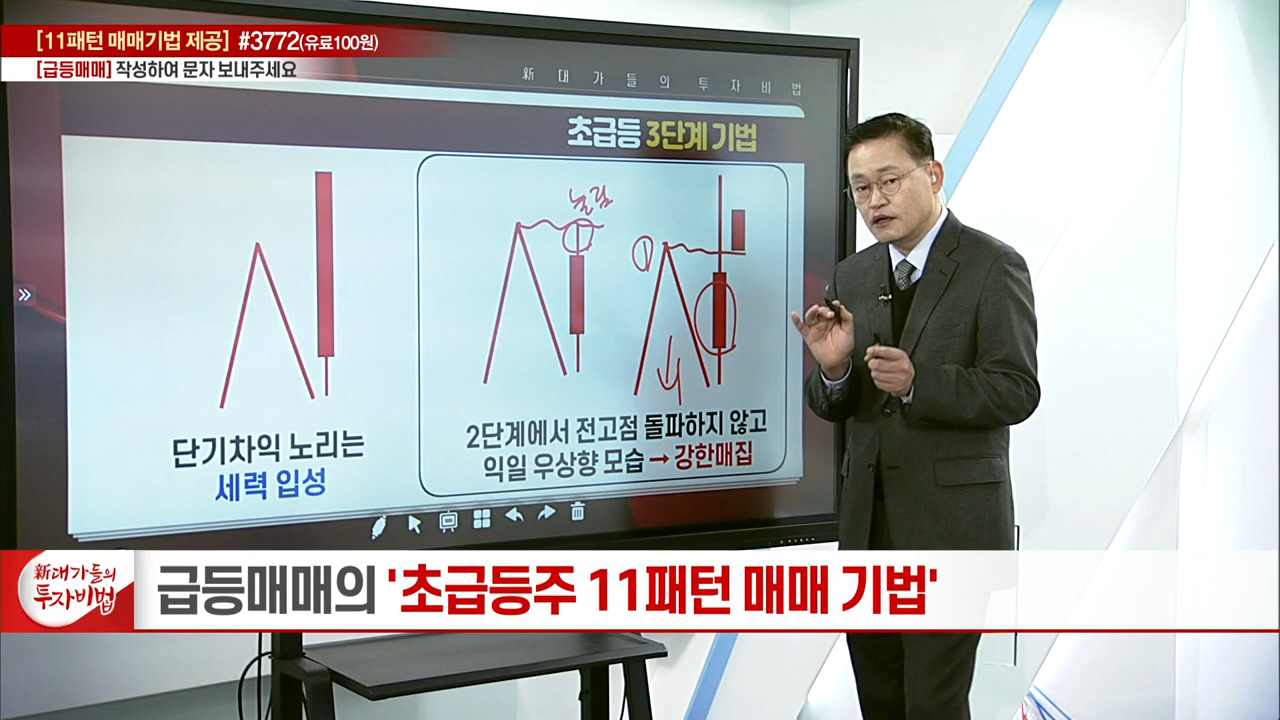 [11패턴 매매기법 제공] #3772(유료100원)
[급등매매] 작성하여 문자 보내주세요
新 대 가 들 의 투 자 비 법
초급등 3단계 기법
눌림
①
단기차익 노리는
세력 입성
2단계에서 전고점 돌파하지 않고
익일 우상향 모습 → 강한매집
新대가들의
투자비법
급등매매의 '초급등주 11패턴 매매 기법'